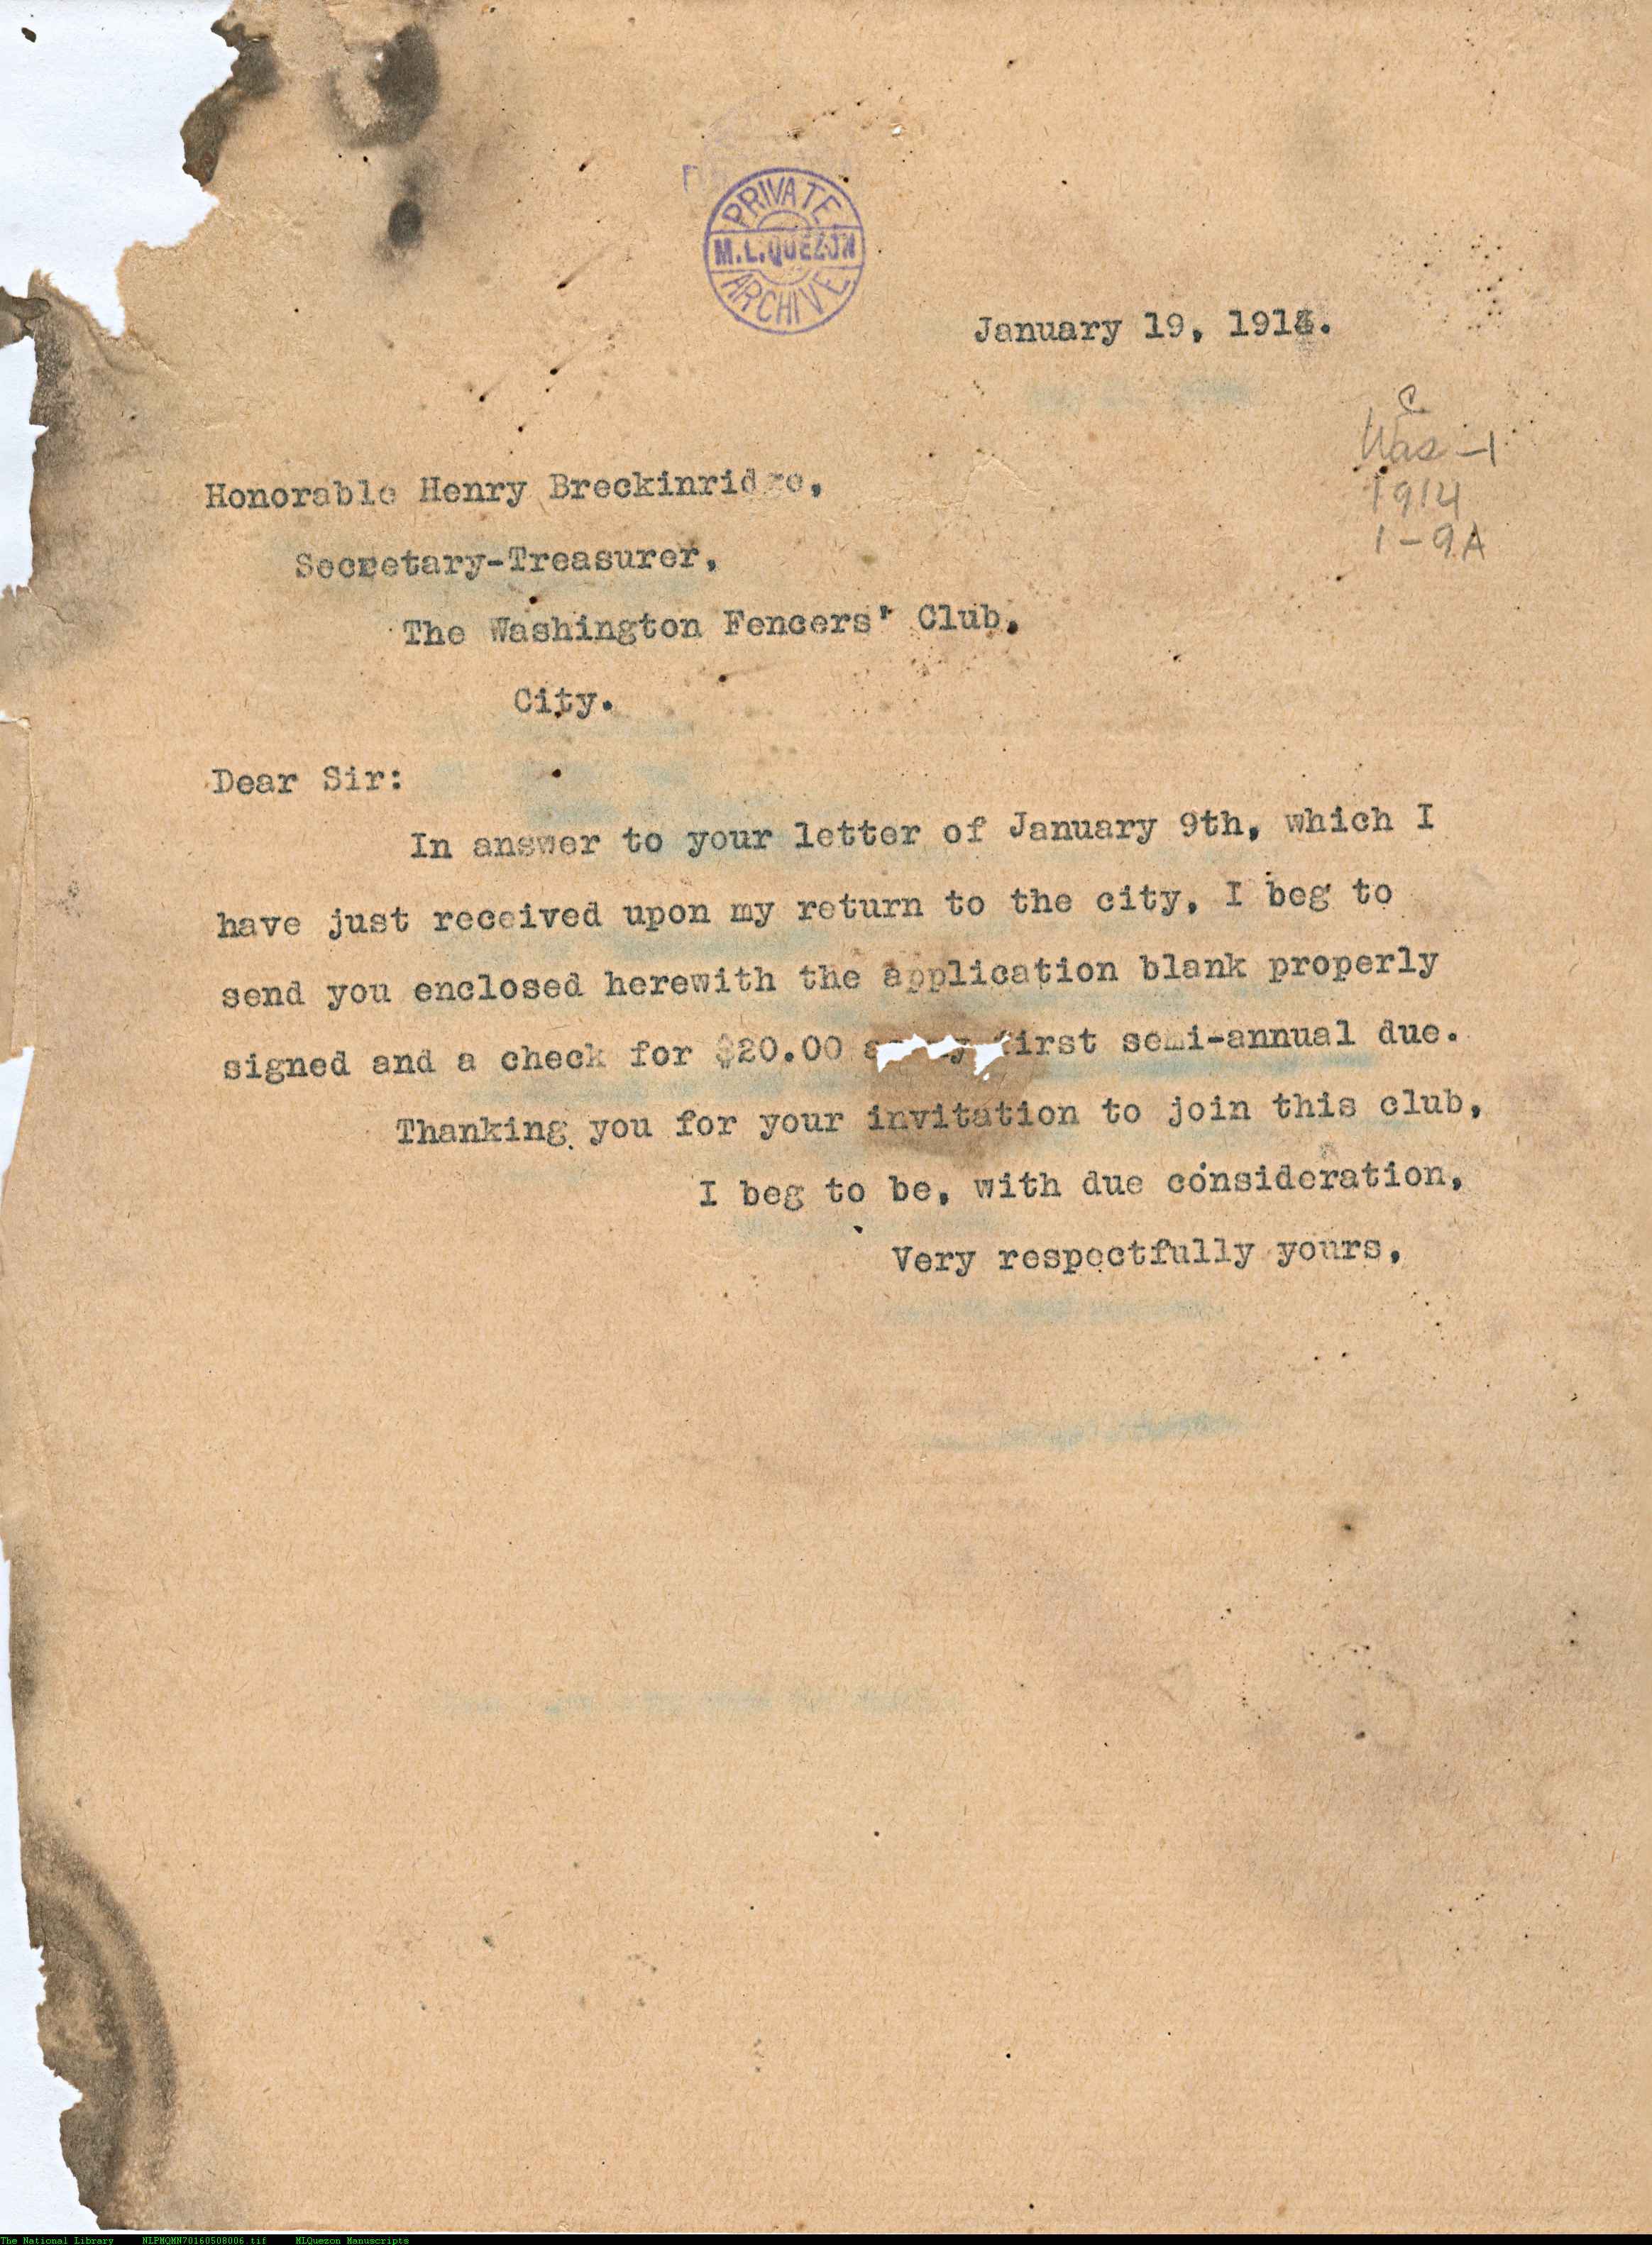 PRIVATE
M.L.QUEZON
ARCHIVE
January 19, 1914.
C
Was-1
1914
1-9A
Honorable Henry Breckinridge,
Secretary-Treasurer,
The Washington Fencers' Club,
City.
Dear Sir:
In answer to your letter of January 9th, which I
have just received upon my return to the city, I beg to
send you enclosed herewith the application blank properly
signed and a check for $20.00 as my first semi-annual due.
Thanking you for your invitation to join this club,
I beg to be, with due consideration,
Very respectfully yours,
The National Library NLPMQMN70160508006.tif MLQuezon Manuscripts